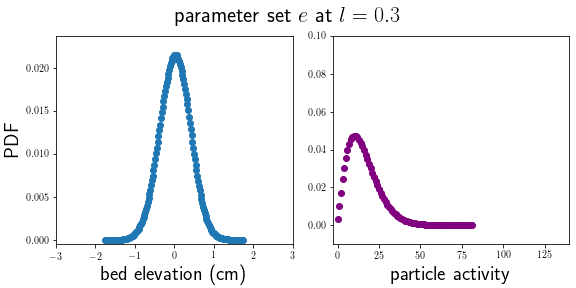 parameter set e at l = 0.3
PDF
0.020
0.015
0.010
0.005
0.000
−3 −2 −1 0 1 2 3
bed elevation (cm)
0.10
0.08
0.06
0.04
0.02
0.00
0 25 50 75 100 125
particle activity